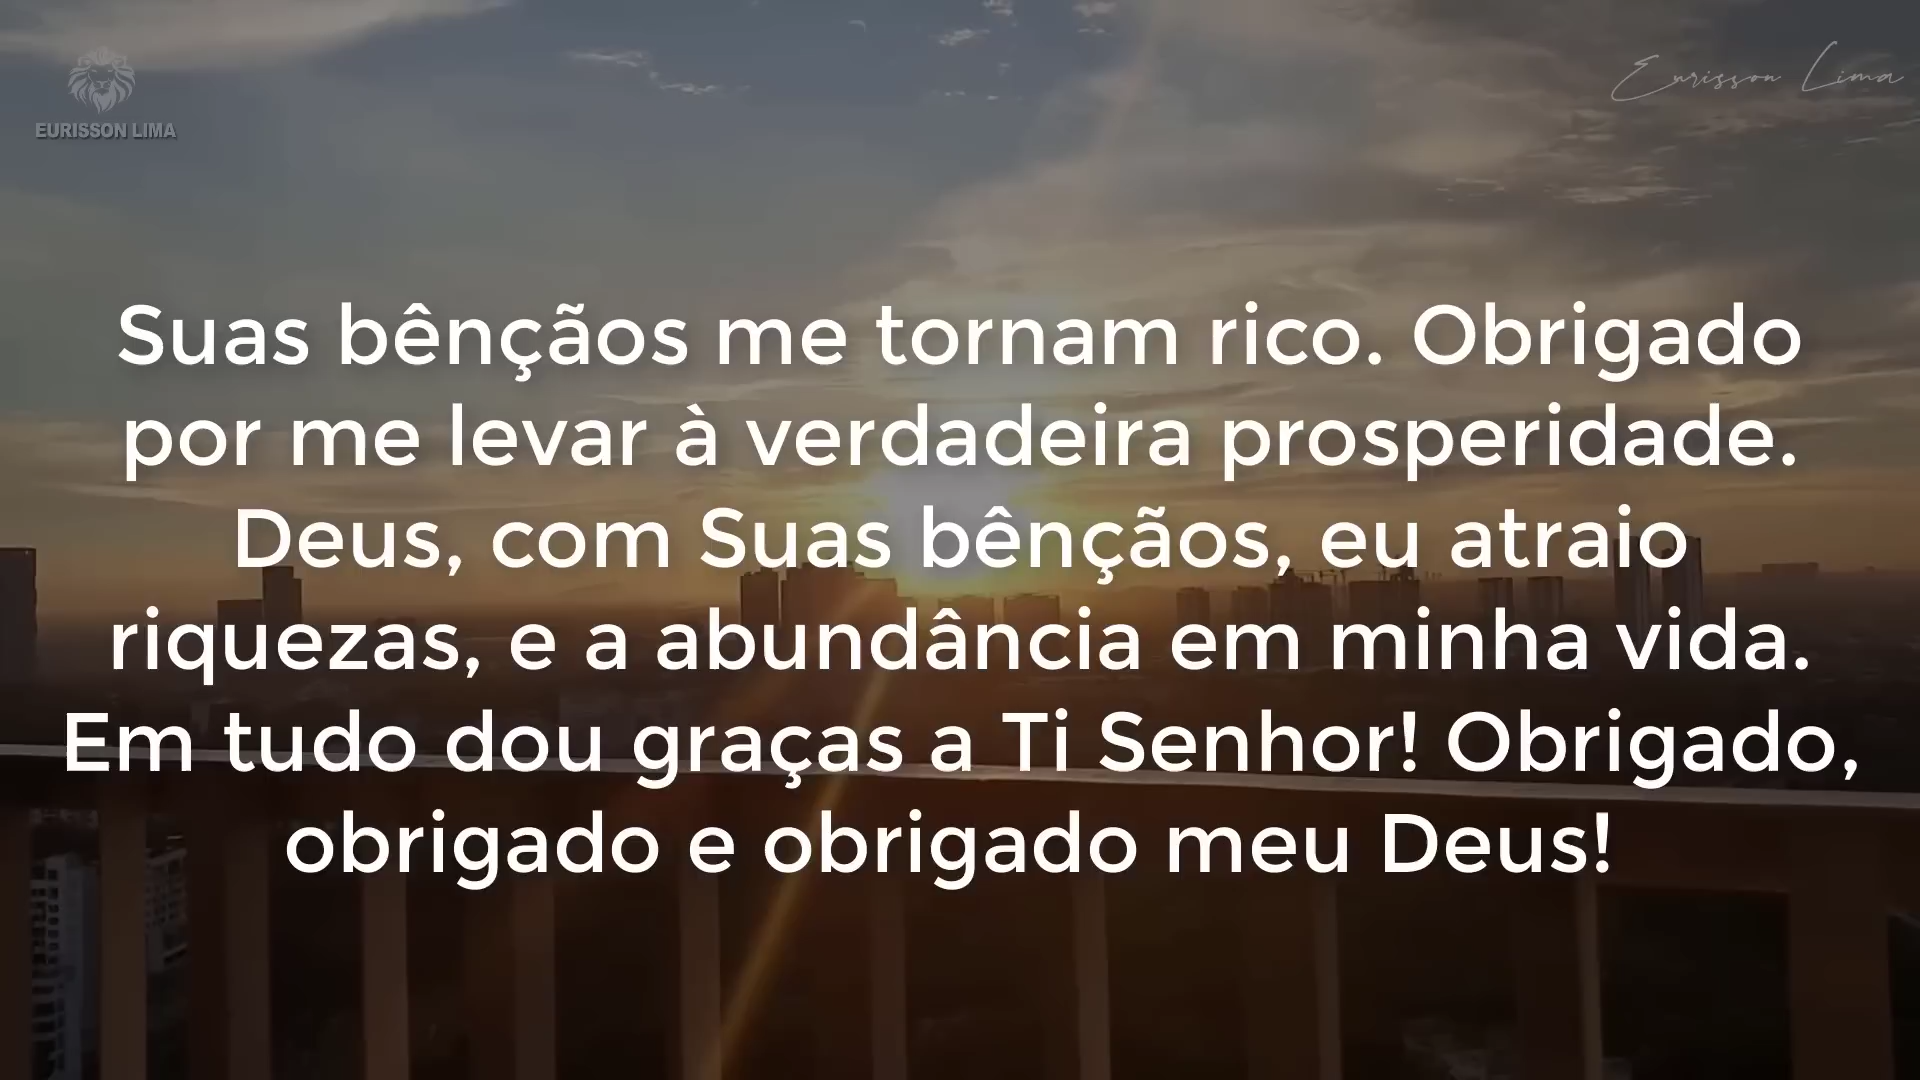 EURISSON LIMA
Eurisson Lima
Suas bênçãos me tornam rico. Obrigado
por me levar à verdadeira prosperidade.
Deus, com Suas bênçãos, eu atraio
riquezas, e a abundância em minha vida.
Em tudo dou graças a Ti Senhor! Obrigado,
obrigado e obrigado meu Deus!